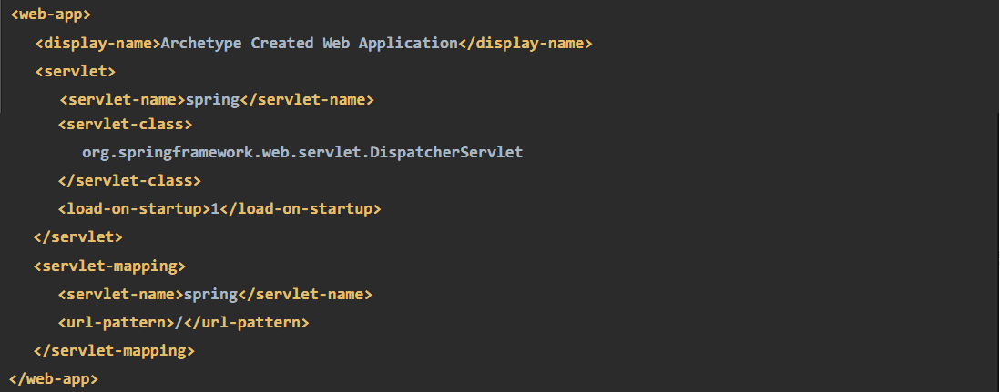 <web-app>
<display-name>Archetype Created Web Application</display-name>
<servlet>
<servlet-name>spring</servlet-name>
<servlet-class>
org.springframework.web.servlet.DispatcherServlet
</servlet-class>
<load-on-startup>1</load-on-startup>
</servlet>
<servlet-mapping>
<servlet-name>spring</servlet-name>
<url-pattern>/</url-pattern>
</servlet-mapping>
</web-app>